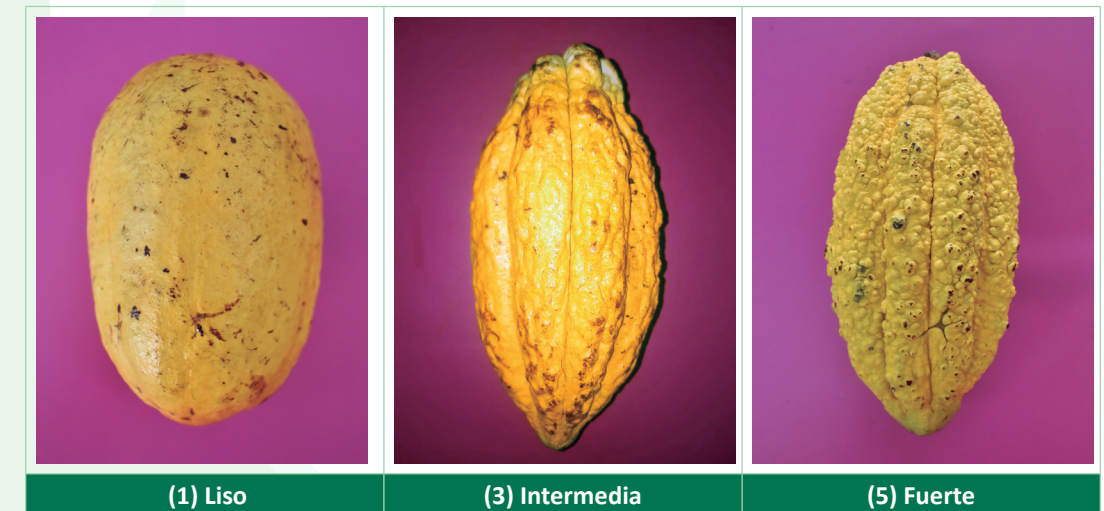 (1) Liso
(3) Intermedia
(5) Fuerte